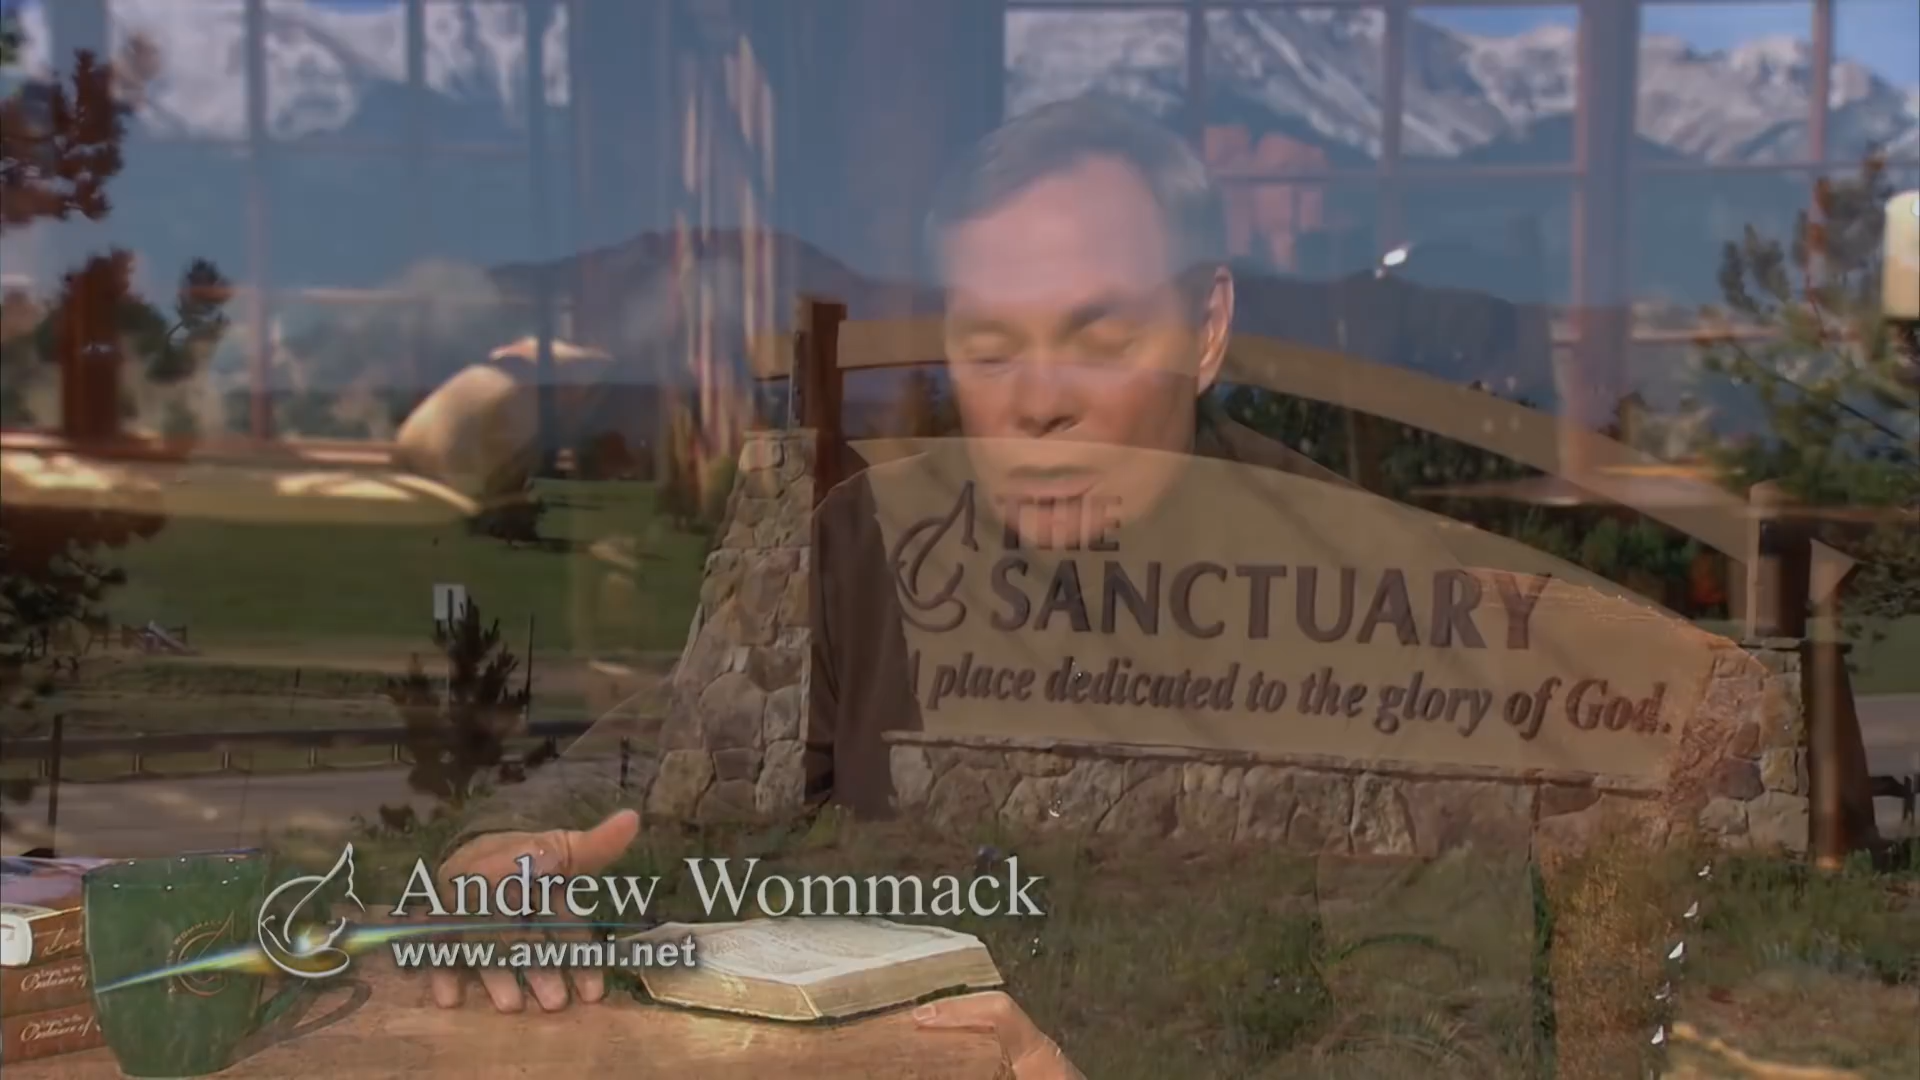 THE
SANCTUARY
place dedicated to the glory of God.
Andrew Wommack
www.awmi.net